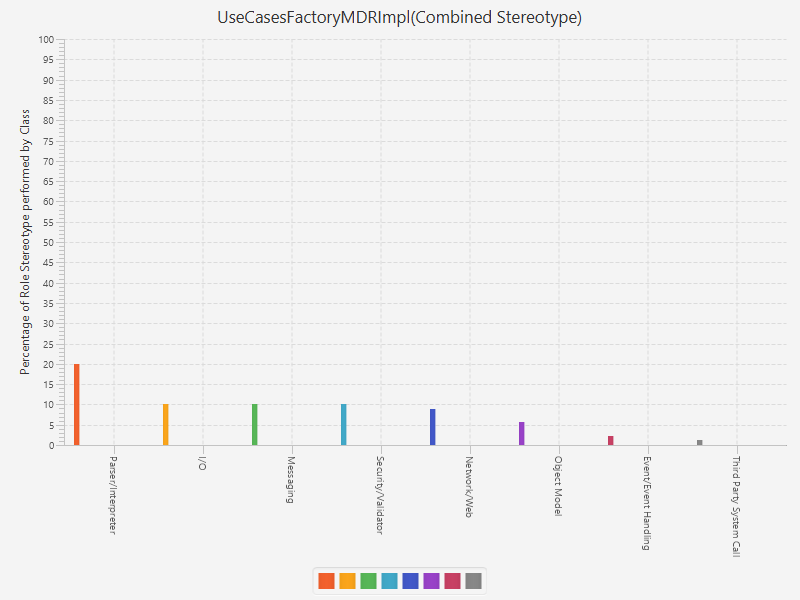 UseCasesFactoryMDRImpl(Combined Stereotype)
Percentage of Role Stereotype performed by Class
100
95
90
85
80
75
70
65
60
55
50
45
40
35
30
25
20
15
10
5
0
Parser/Interpreter
I/O
Messaging
Security/Validator
Network/Web
Object Model
Event/Event Handling
Third Party System Call